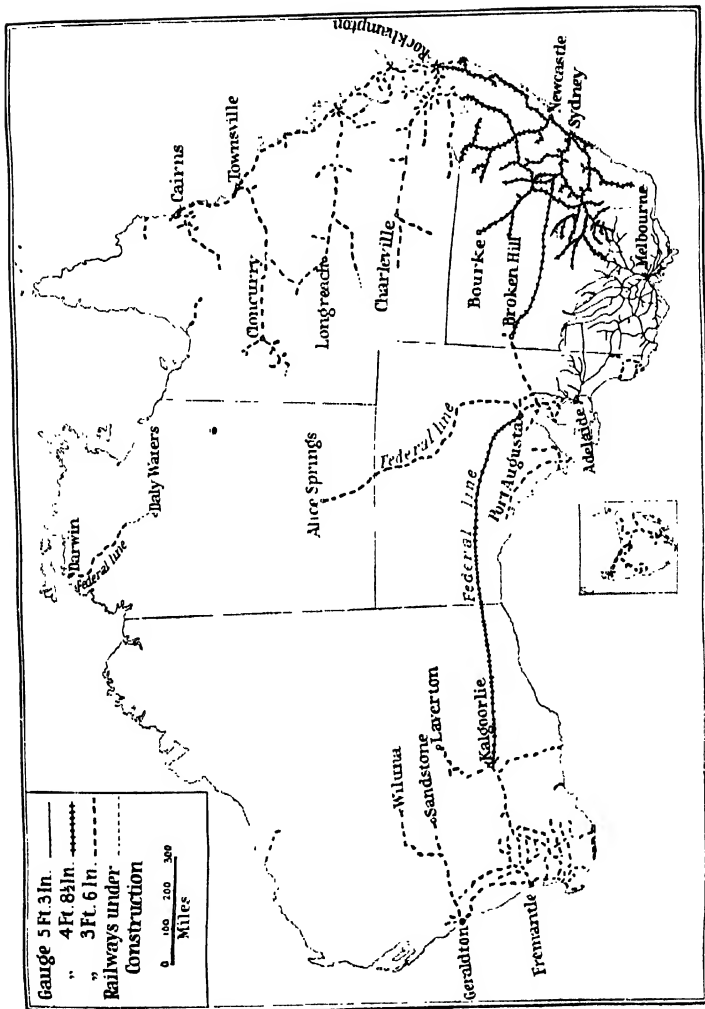 Gauge 5 Ft. 3 In.
„ 4 Ft. 8½ In.
„ 3 Ft. 6 In.
Railways under
Construction
0 100 200 300
Miles
Darwin
Federal line
Daly Waters
Cairns
Townsville
Cloncurry
Rockhampton
Longreach
Charleville
Alice Springs
Federal line
Wiluna
Sandstone
Laverton
Geraldton
Kalgoorlie
Federal line
Fremantle
Port Augusta
Adelaide
Bourke
Broken Hill
Newcastle
Sydney
Melbourne